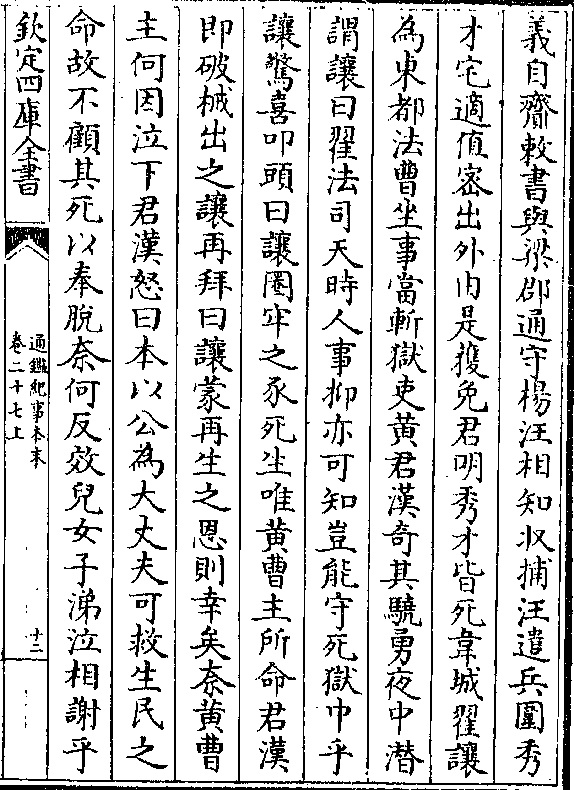 義自齎敕書與梁郡通守楊汪相知收捕汪遣兵圍秀
才宅適值密出外由是獲免君明秀才皆死韋城翟讓
為東都法曹坐事當斬獄吏黃君漢奇其驍勇夜中潛
謂讓曰翟法司天時人事抑亦可知豈能守死獄中乎
讓驚喜叩頭曰讓圈牢之豕死生唯黃曹主所命君漢
即破械出之讓再拜曰讓蒙再生之恩則幸矣奈黃曹
主何因泣下君漢怒曰本以公為大丈夫可救生民之
命故不顧其死以奉脫奈何反效兒女子涕泣相謝乎
欽定四庫全書
通鑑紀事本末
卷二十七上
十二